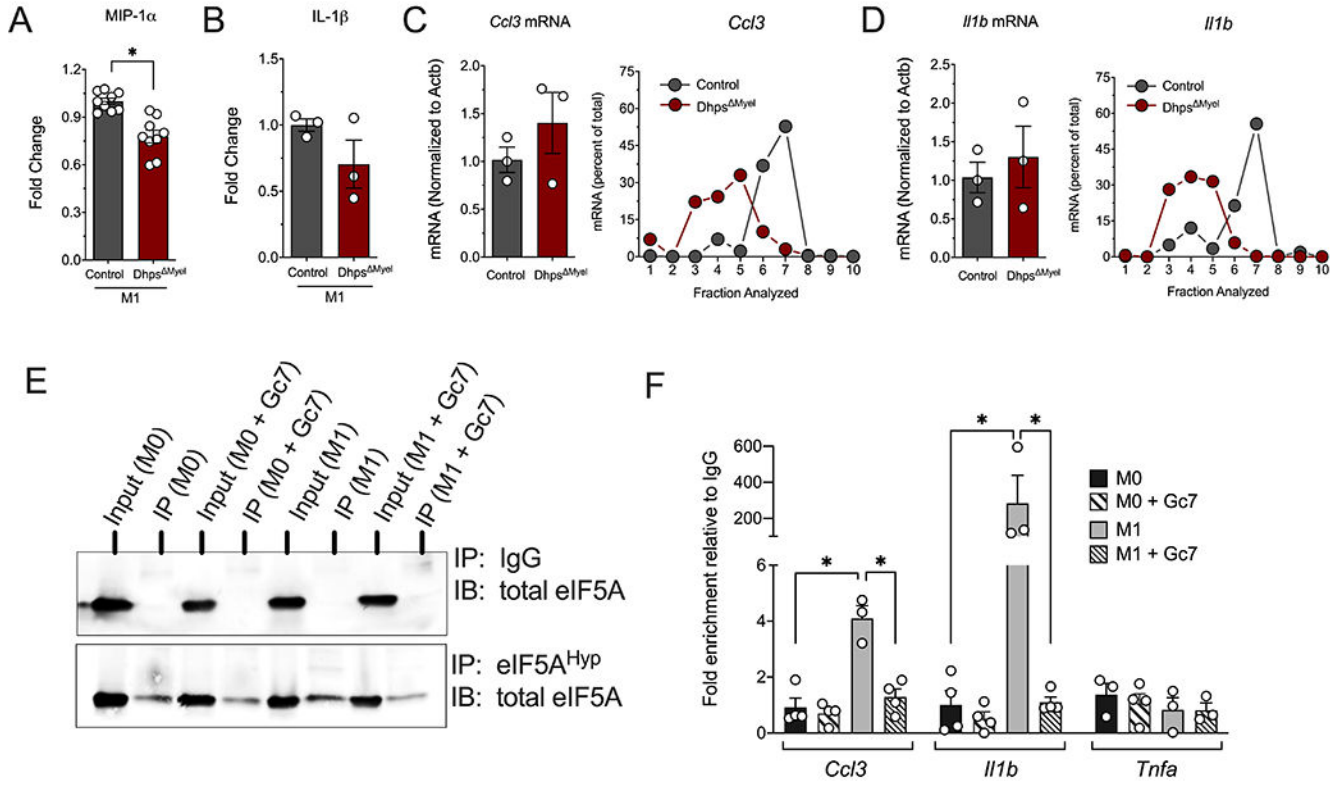 A
MIP-1α
*
Fold Change
1.2
0.9
0.6
0.3
0.0
Control
Dhps^ΔMyel
M1
B
IL-1β
Fold Change
1.5
1.0
0.5
0.0
Control
Dhps^ΔMyel
M1
C
Ccl3 mRNA
mRNA (Normalized to Actb)
2.0
1.5
1.0
0.5
0.0
Control
Dhps^ΔMyel
Ccl3
mRNA (percent of total)
75
60
45
30
15
0
Control
Dhps^ΔMyel
1 2 3 4 5 6 7 8 9 10
Fraction Analyzed
D
Il1b mRNA
mRNA (Normalized to Actb)
2.5
2.0
1.5
1.0
0.5
0.0
Control
Dhps^ΔMyel
Il1b
mRNA (percent of total)
75
60
45
30
15
0
Control
Dhps^ΔMyel
1 2 3 4 5 6 7 8 9 10
Fraction Analyzed
E
Input (M0)
IP (M0)
Input (M0 + Gc7)
IP (M0 + Gc7)
Input (M1)
IP (M1)
Input (M1 + Gc7)
IP (M1 + Gc7)
IP: IgG
IB: total eIF5A
IP: eIF5A^Hyp
IB: total eIF5A
F
Fold enrichment relative to IgG
600
400
200
6
4
2
0
* *
* *
M0
M0 + Gc7
M1
M1 + Gc7
Ccl3
Il1b
Tnfa